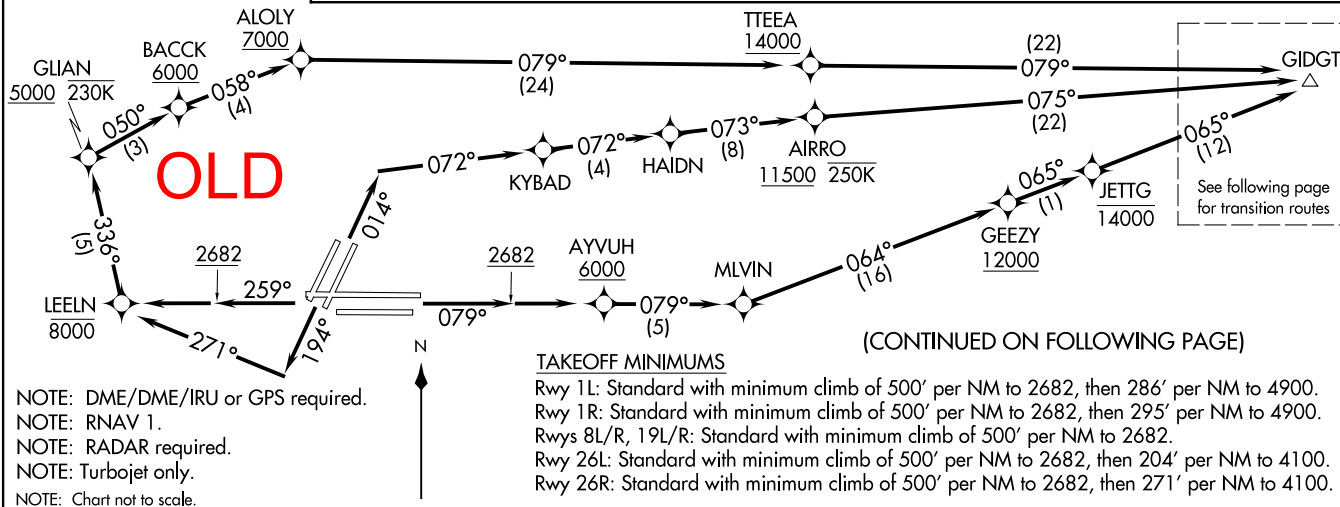 ALOLY
7000
TTEEA
14000
(22)
079°
GIDGT
BACCK
6000
079°
(24)
GLIAN
5000 230K
058°
(4)
050°
(3)
075°
(22)
OLD
072°
KYBAD
072°
(4)
HAIDN
073°
(8)
AIRRO
11500 250K
065°
(12)
065°
(1)
JETTG
14000
See following page
for transition routes
014°
336°
(5)
GEEZY
12000
2682
2682
AYVUH
6000
MLVIN
064°
(16)
LEELN
8000
259°
079°
079°
(5)
271°
194°
N
(CONTINUED ON FOLLOWING PAGE)
TAKEOFF MINIMUMS
Rwy 1L: Standard with minimum climb of 500' per NM to 2682, then 286' per NM to 4900.
Rwy 1R: Standard with minimum climb of 500' per NM to 2682, then 295' per NM to 4900.
Rwys 8L/R, 19L/R: Standard with minimum climb of 500' per NM to 2682.
Rwy 26L: Standard with minimum climb of 500' per NM to 2682, then 204' per NM to 4100.
Rwy 26R: Standard with minimum climb of 500' per NM to 2682, then 271' per NM to 4100.
NOTE: DME/DME/IRU or GPS required.
NOTE: RNAV 1.
NOTE: RADAR required.
NOTE: Turbojet only.
NOTE: Chart not to scale.